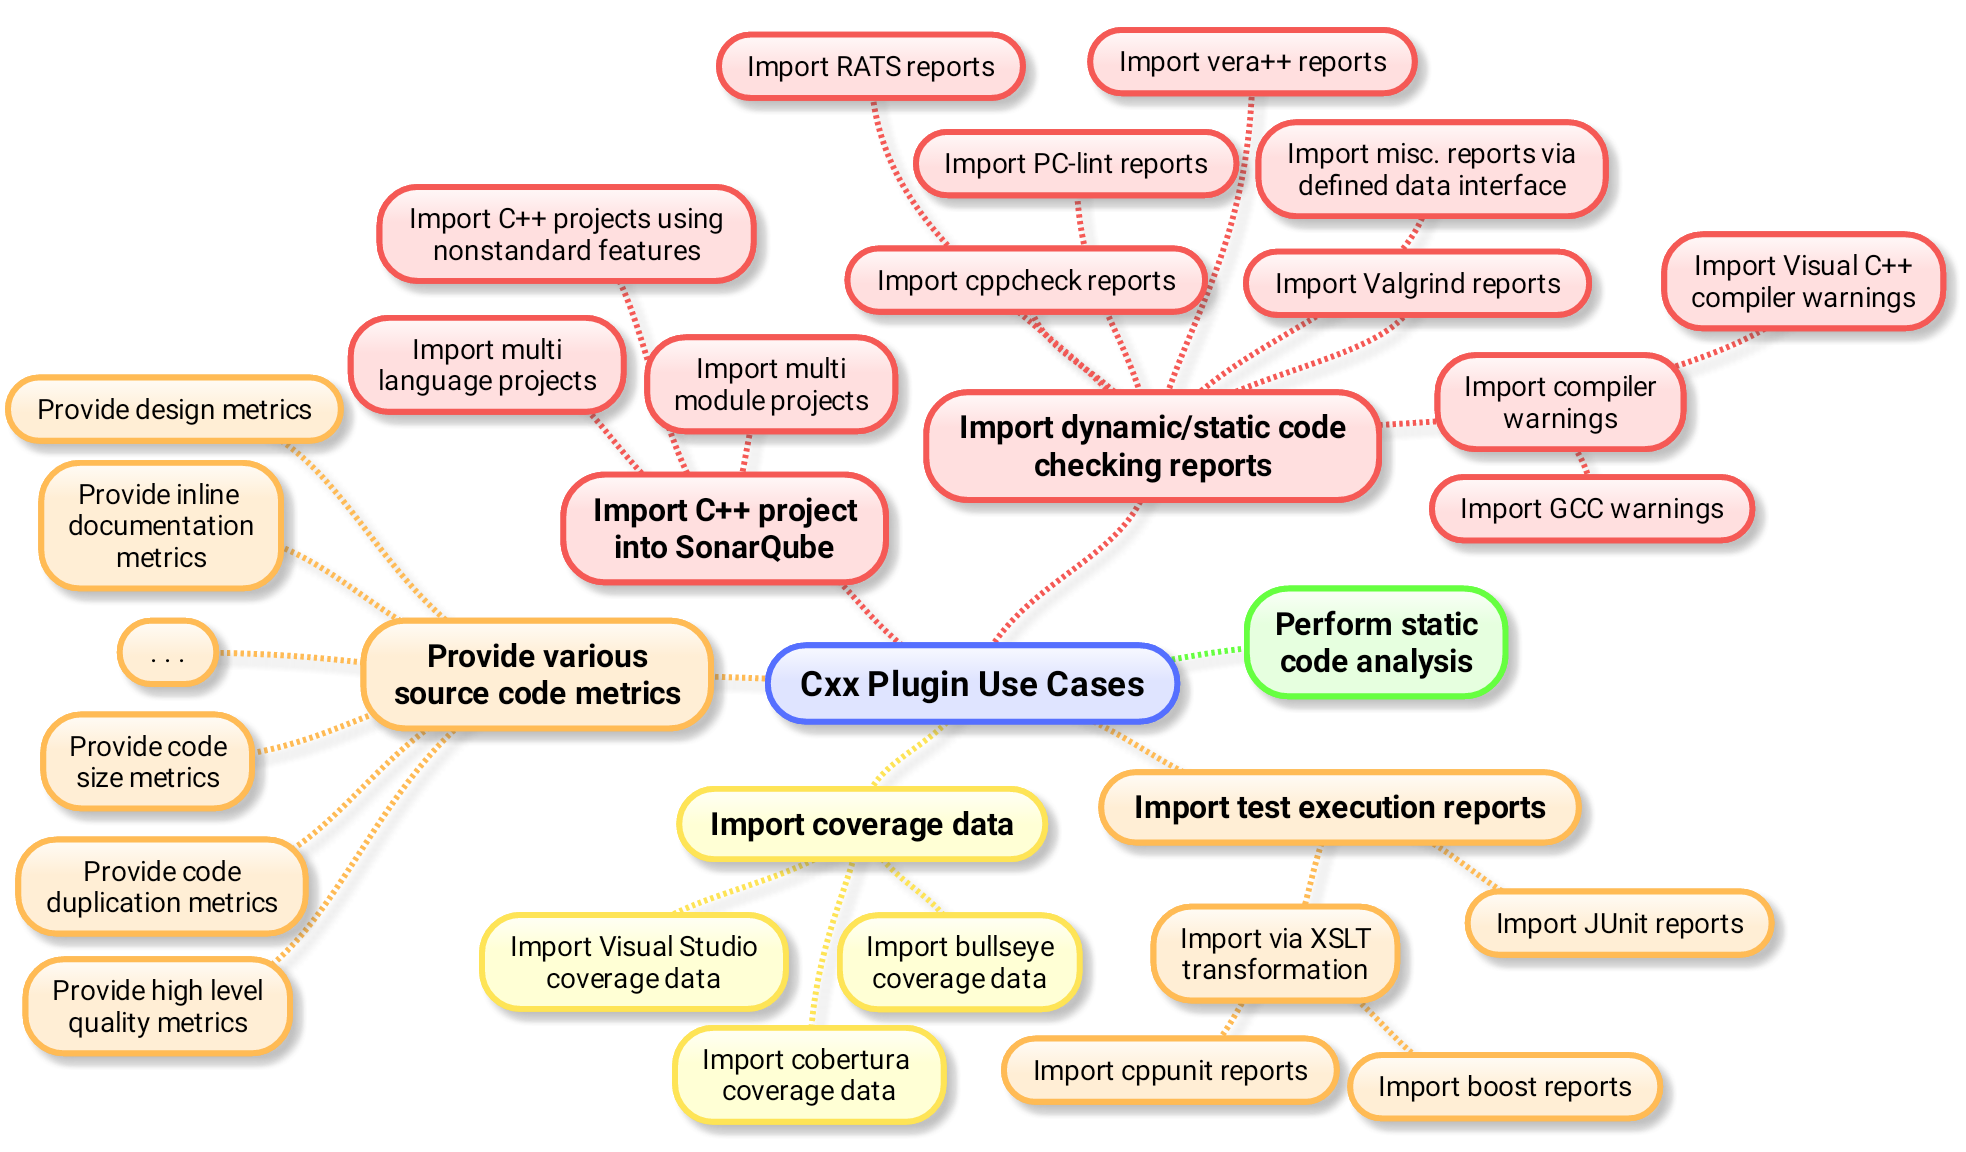 Import RATS reports
Import vera++ reports
Import PC-lint reports
Import misc. reports via
defined data interface
Import C++ projects using
nonstandard features
Import cppcheck reports
Import Valgrind reports
Import Visual C++
compiler warnings
Import multi
language projects
Import multi
module projects
Import compiler
warnings
Provide design metrics
Import dynamic/static code
checking reports
Import GCC warnings
Provide inline
documentation
metrics
Import C++ project
into SonarQube
Perform static
code analysis
. . .
Provide various
source code metrics
Cxx Plugin Use Cases
Provide code
size metrics
Import coverage data
Import test execution reports
Provide code
duplication metrics
Import Visual Studio
coverage data
Import bullseye
coverage data
Import via XSLT
transformation
Import JUnit reports
Provide high level
quality metrics
Import cobertura
coverage data
Import cppunit reports
Import boost reports